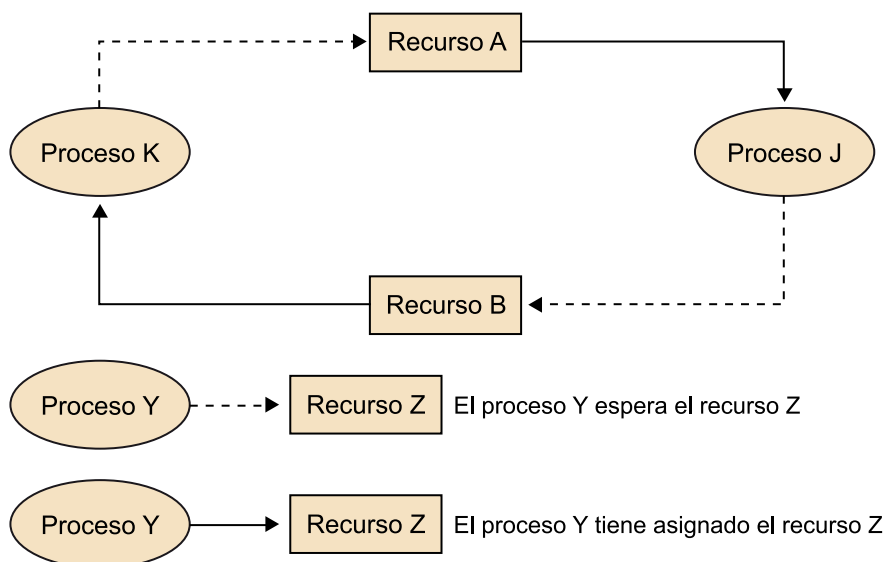 Recurso A
Proceso K
Proceso J
Recurso B
Proceso Y
Recurso Z
El proceso Y espera el recurso Z
Proceso Y
Recurso Z
El proceso Y tiene asignado el recurso Z